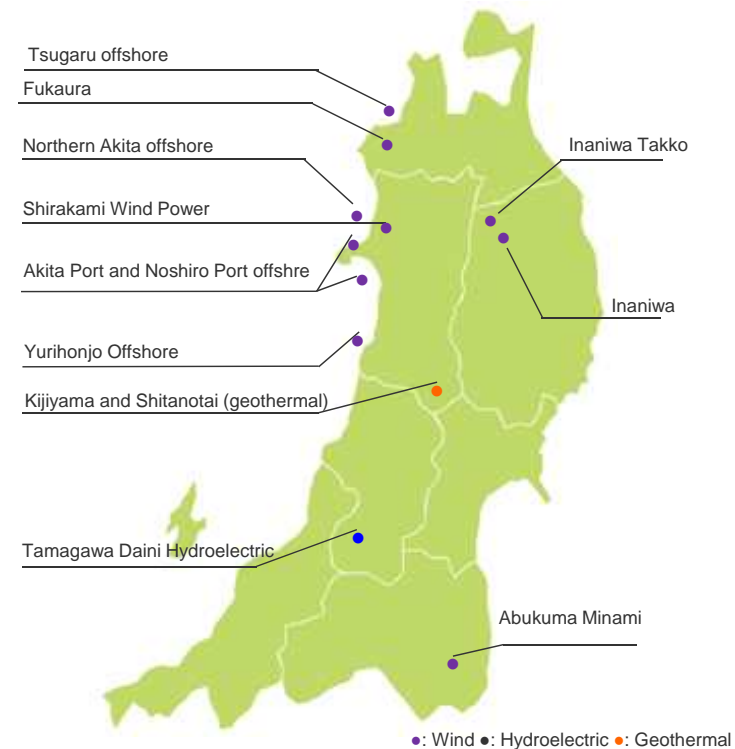 Tsugaru offshore
Fukaura
Northern Akita offshore
Inaniwa Takko
Shirakami Wind Power
Akita Port and Noshiro Port offshre
Inaniwa
Yurihonjo Offshore
Kijiyama and Shitanotai (geothermal)
Tamagawa Daini Hydroelectric
Abukuma Minami
●: Wind ●: Hydroelectric ●: Geothermal